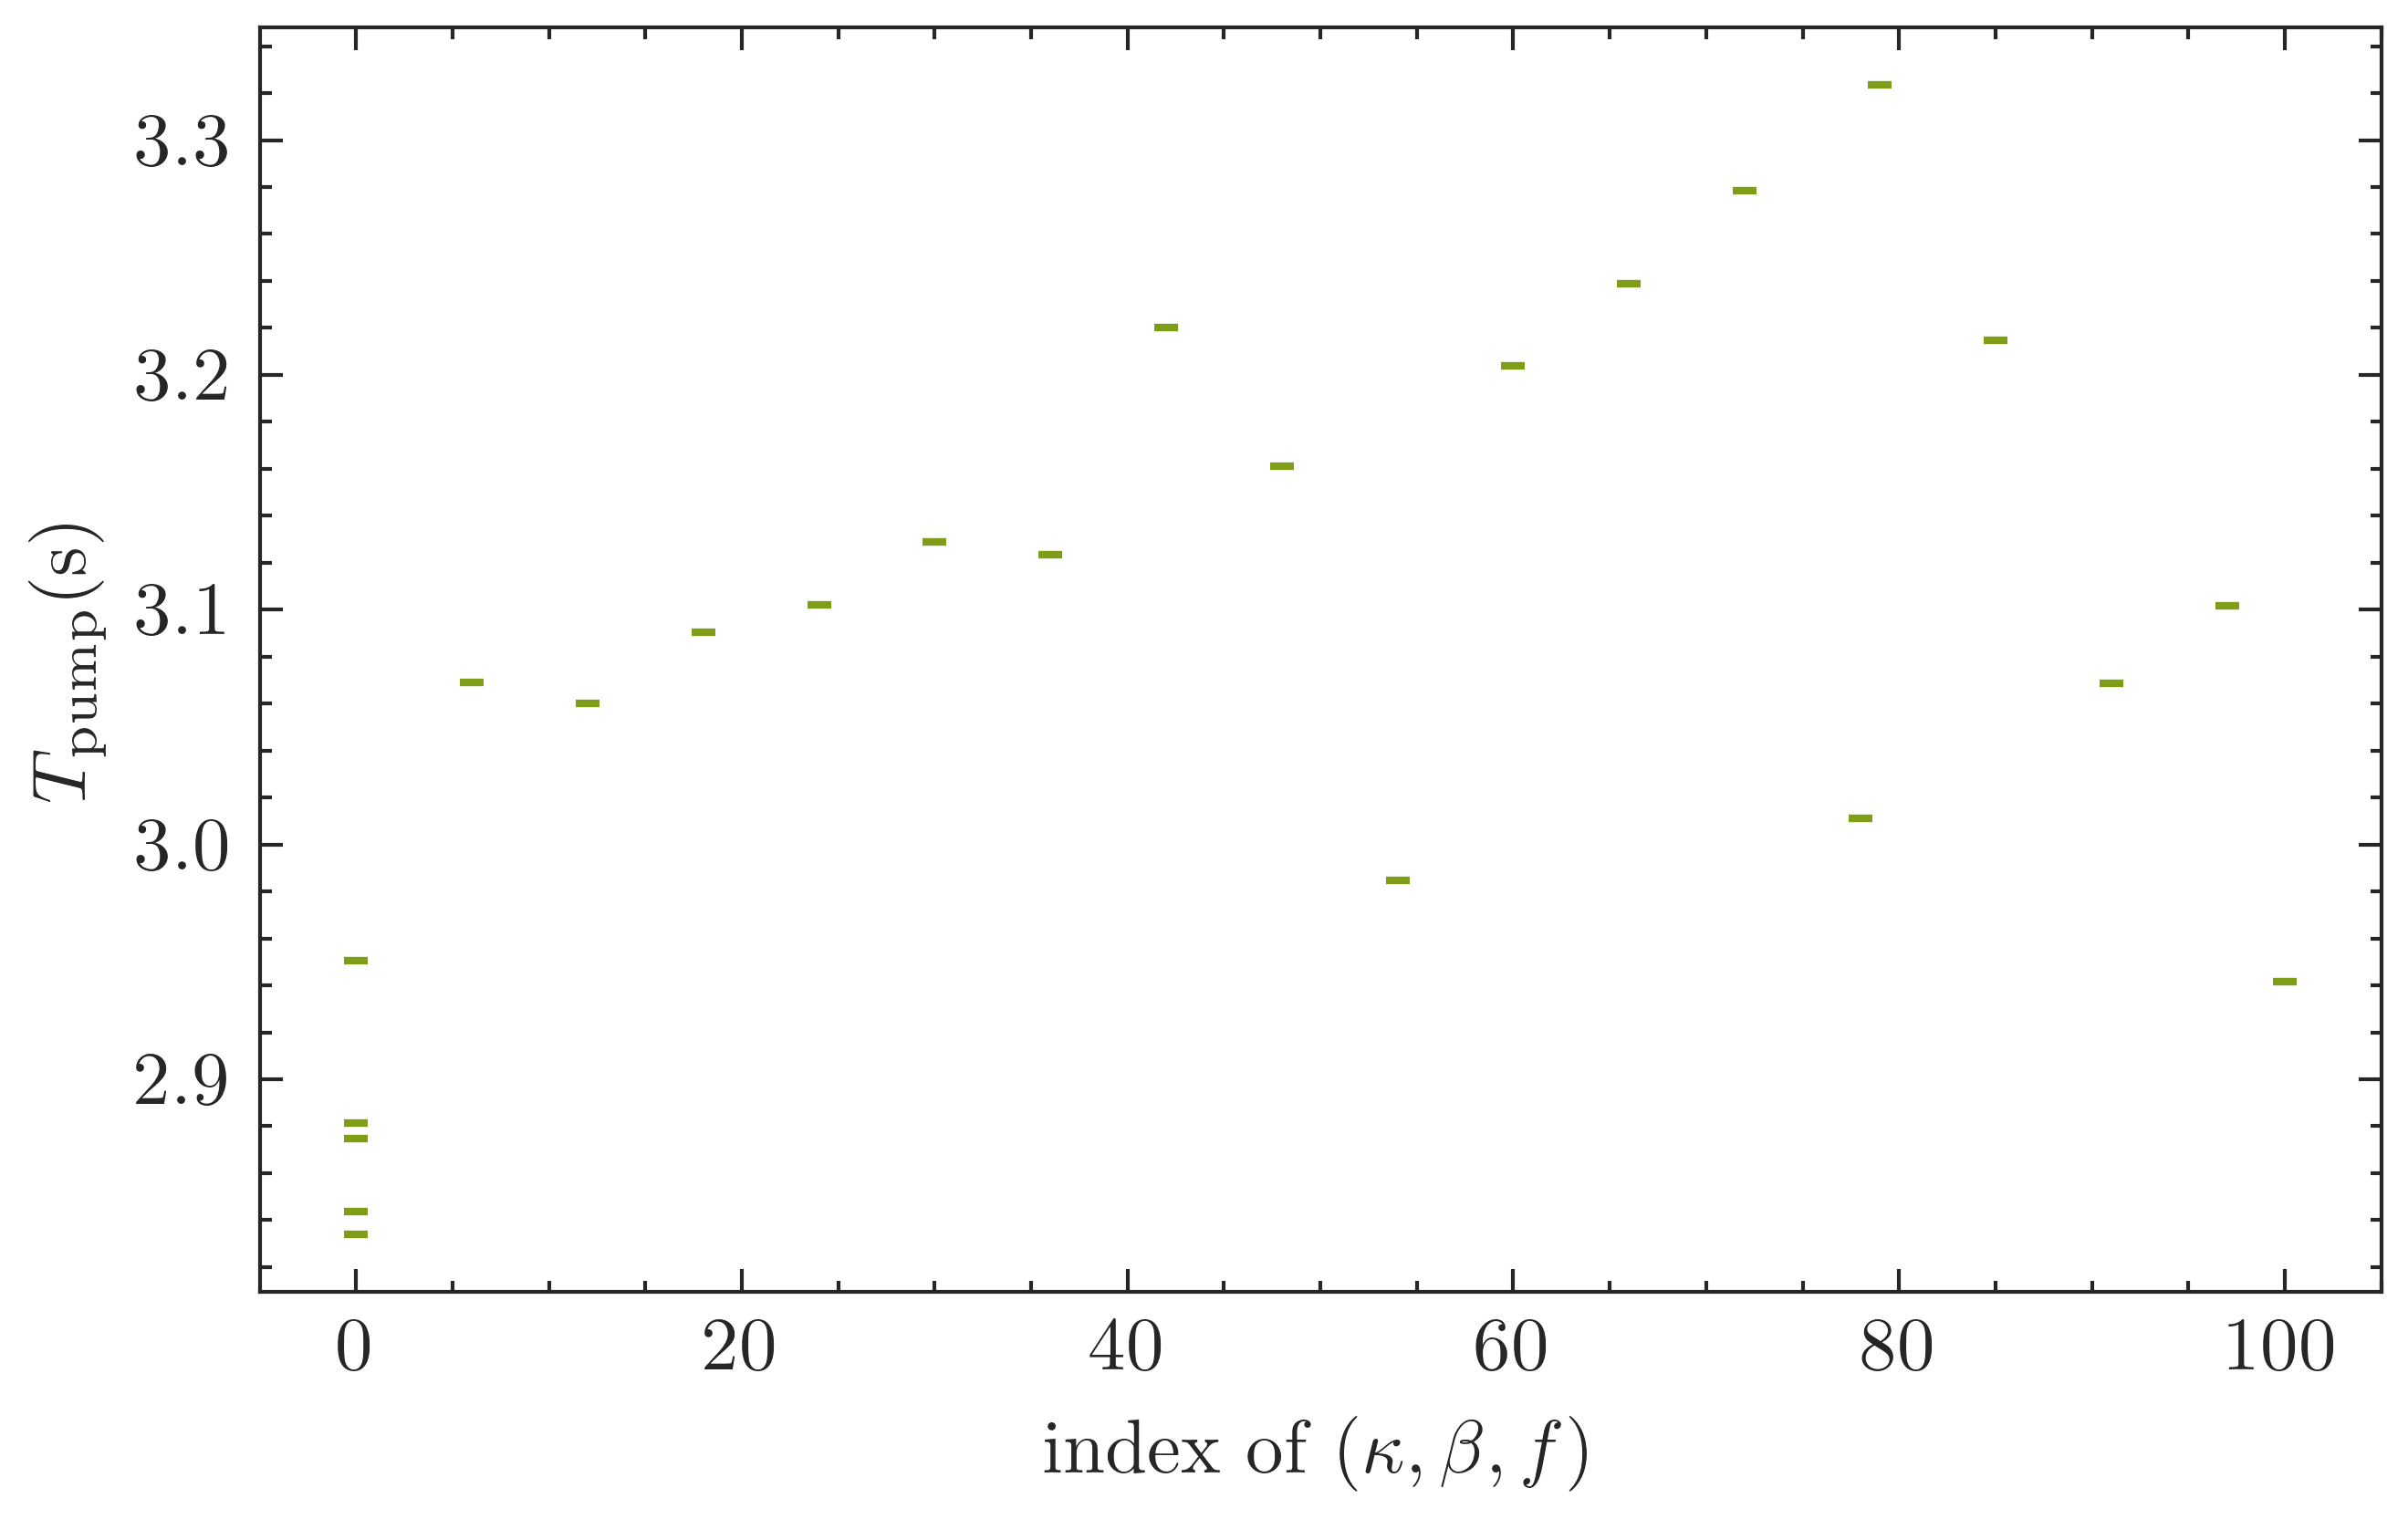 3.3
3.2
3.1
3.0
2.9
T_pump(s)
0 20 40 60 80 100
index of (κ, β, f)